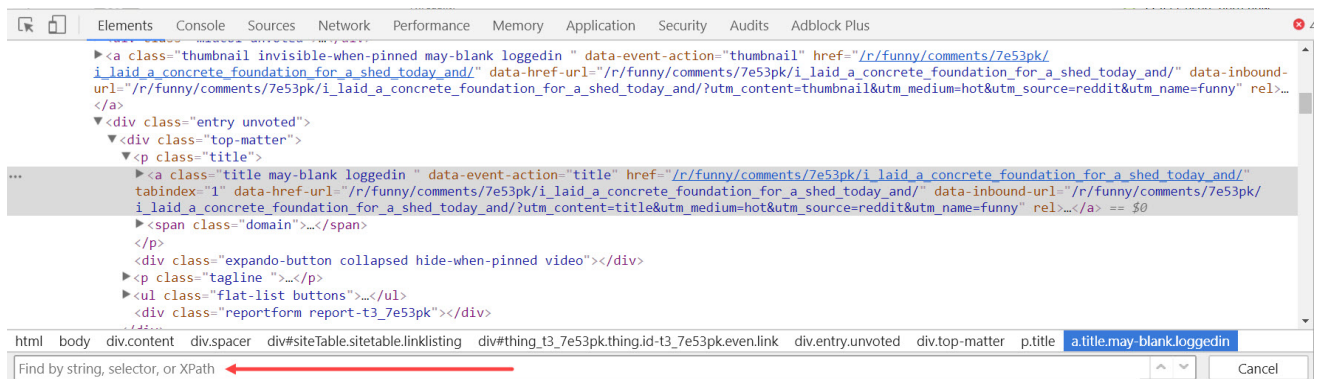 Elements Console Sources Network Performance Memory Application Security Audits Adblock Plus
▶<a class="thumbnail invisible-when-pinned may-blank loggedin " data-event-action="thumbnail" href="/r/funny/comments/7e53pk/
i_laid_a_concrete_foundation_for_a_shed_today_and/" data-href-url="/r/funny/comments/7e53pk/i_laid_a_concrete_foundation_for_a_shed_today_and/" data-inbound-
url="/r/funny/comments/7e53pk/i_laid_a_concrete_foundation_for_a_shed_today_and/?utm_content=thumbnail&utm_medium=hot&utm_source=reddit&utm_name=funny" rel>…
</a>
▼<div class="entry unvoted">
▼<div class="top-matter">
▼<p class="title">
… ▶<a class="title may-blank loggedin " data-event-action="title" href="/r/funny/comments/7e53pk/i_laid_a_concrete_foundation_for_a_shed_today_and/"
tabindex="1" data-href-url="/r/funny/comments/7e53pk/i_laid_a_concrete_foundation_for_a_shed_today_and/" data-inbound-url="/r/funny/comments/7e53pk/
i_laid_a_concrete_foundation_for_a_shed_today_and/?utm_content=title&utm_medium=hot&utm_source=reddit&utm_name=funny" rel>…</a> == $0
▶<span class="domain">…</span>
</p>
<div class="expando-button collapsed hide-when-pinned video"></div>
▶<p class="tagline ">…</p>
▶<ul class="flat-list buttons">…</ul>
<div class="reportform report-t3_7e53pk"></div>
html body div.content div.spacer div#siteTable.sitetable.linklisting div#thing_t3_7e53pk.thing.id-t3_7e53pk.even.link div.entry.unvoted div.top-matter p.title a.title.may-blank.loggedin
Find by string, selector, or XPath Cancel